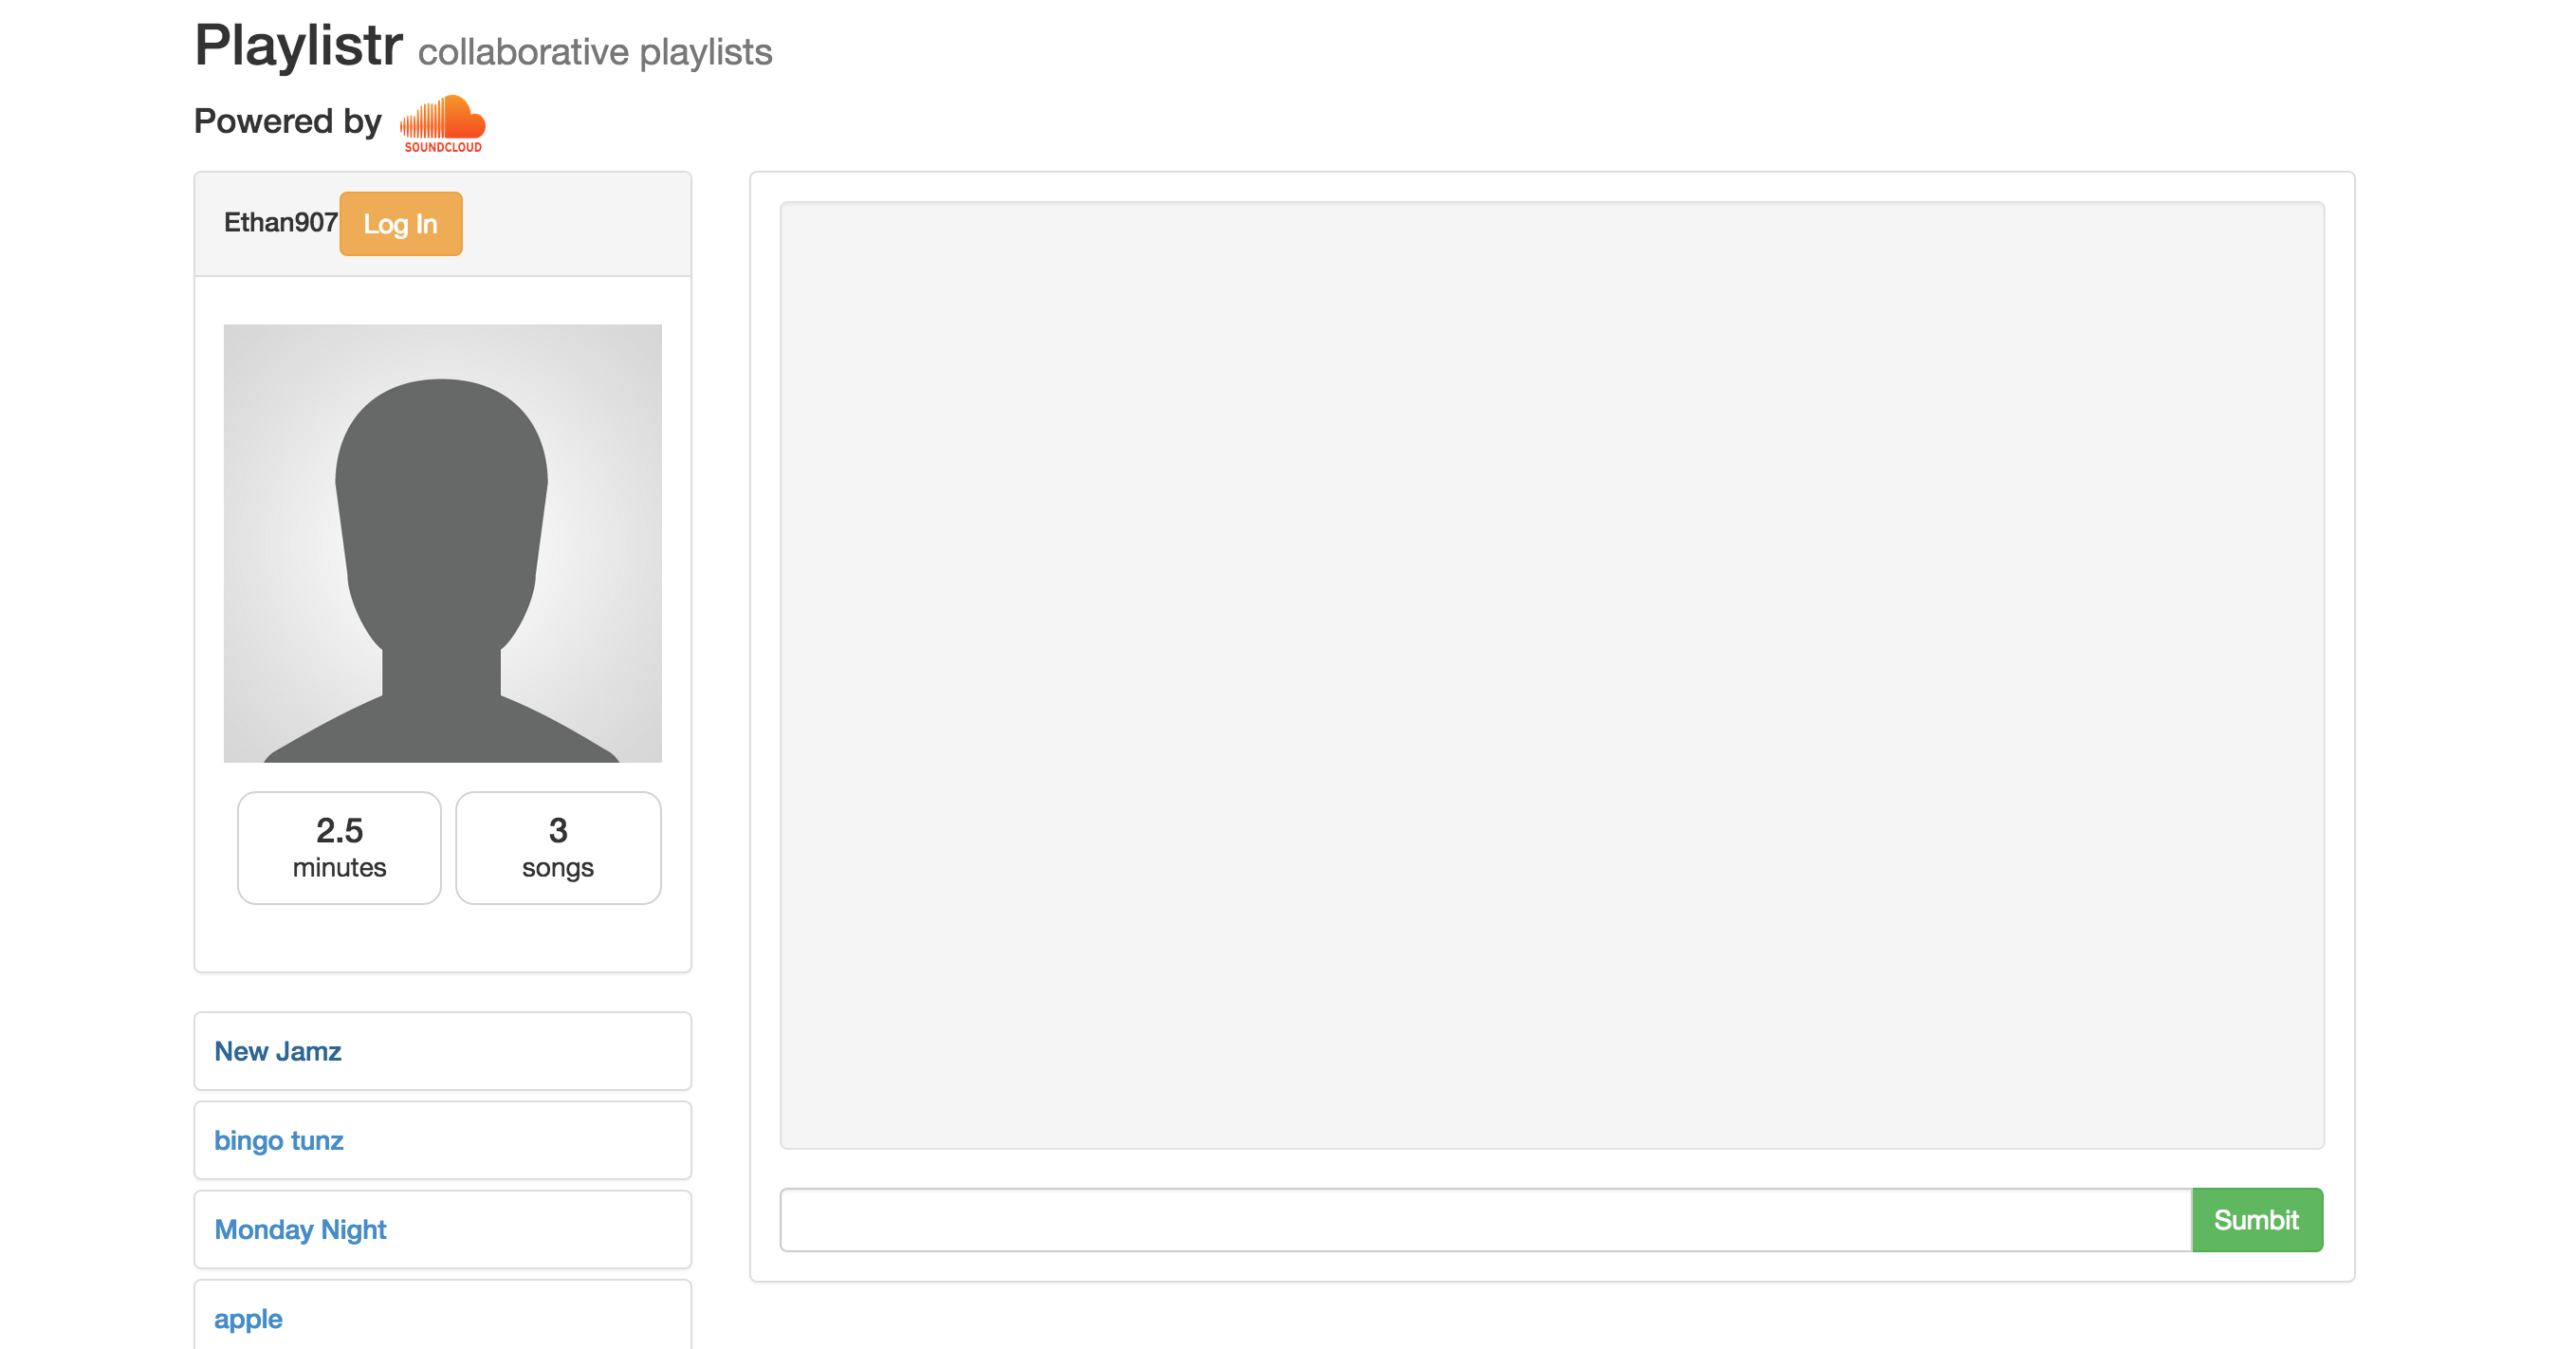 Playlistr collaborative playlists
Powered by
SOUNDCLOUD
Ethan907 Log In
2.5
minutes
3
songs
New Jamz
bingo tunz
Monday Night
apple
Sumbit